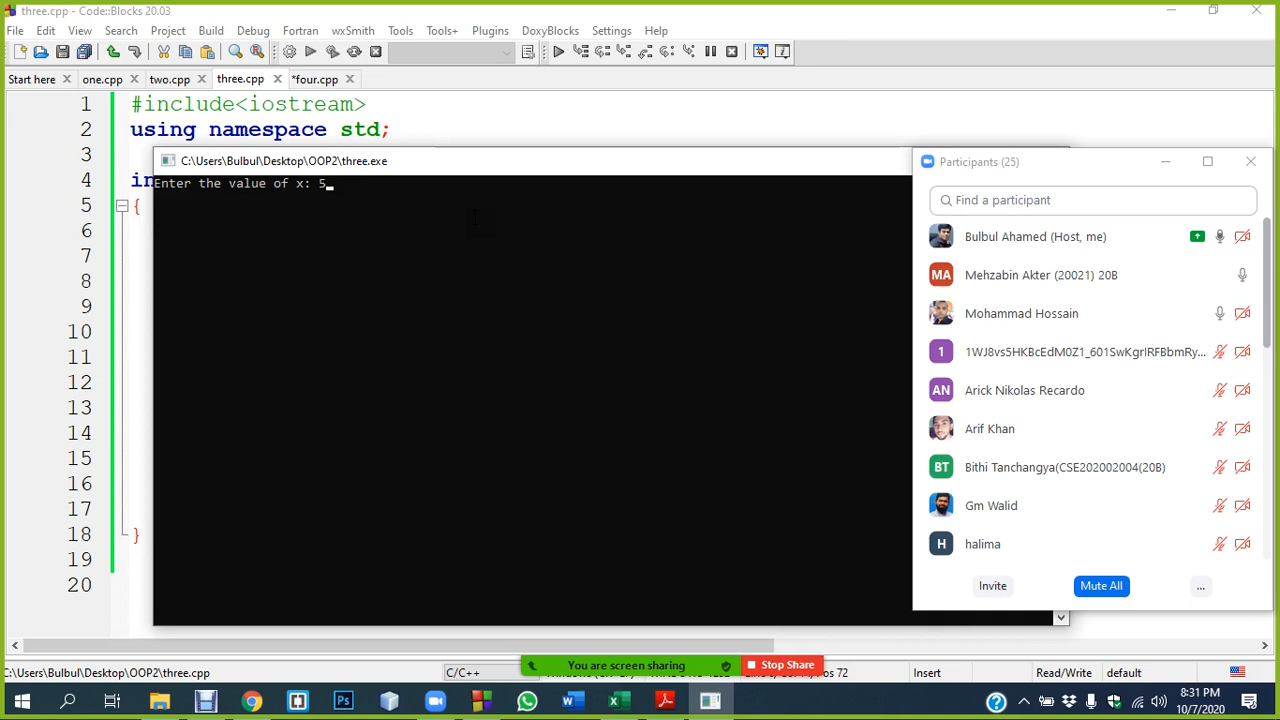 three.cpp - Code::Blocks 20.03
File Edit View Search Project Build Debug Fortran wxSmith Tools Tools+ Plugins DoxyBlocks Settings Help
Start here one.cpp two.cpp three.cpp *four.cpp
1 #include<iostream>
2 using namespace std;
3
C:\Users\Bulbul\Desktop\OOP2\three.exe
4 in
Enter the value of x: 5
5 {
6
7
8
9
10
11
12
13
14
15
16
17
18 }
19
20
Participants (25)
Find a participant
Bulbul Ahamed (Host, me)
MA Mehzabin Akter (20021) 20B
Mohammad Hossain
1 1WJ8vs5HKBcEdM0Z1_601SwKgrIRFBbmRy...
AN Arick Nikolas Recardo
Arif Khan
BT Bithi Tanchangya(CSE202002004(20B)
Gm Walid
H halima
Invite Mute All ...
You are screen sharing Stop Share
C:\Users\Bulbul\Desktop\OOP2\three.cpp C/C++ Pos 72 Insert Read/Write default
8:31 PM
10/7/2020